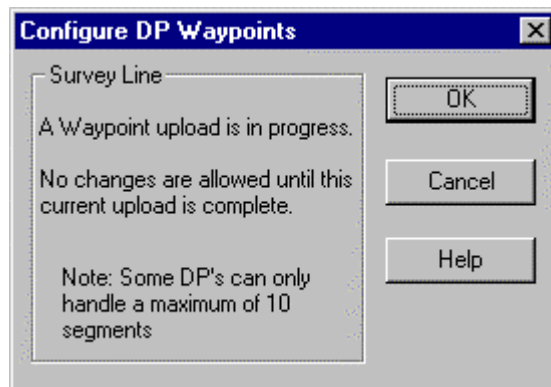 Configure DP Waypoints
Survey Line
A Waypoint upload is in progress.
No changes are allowed until this
current upload is complete.
Note: Some DP's can only
handle a maximum of 10
segments
OK
Cancel
Help